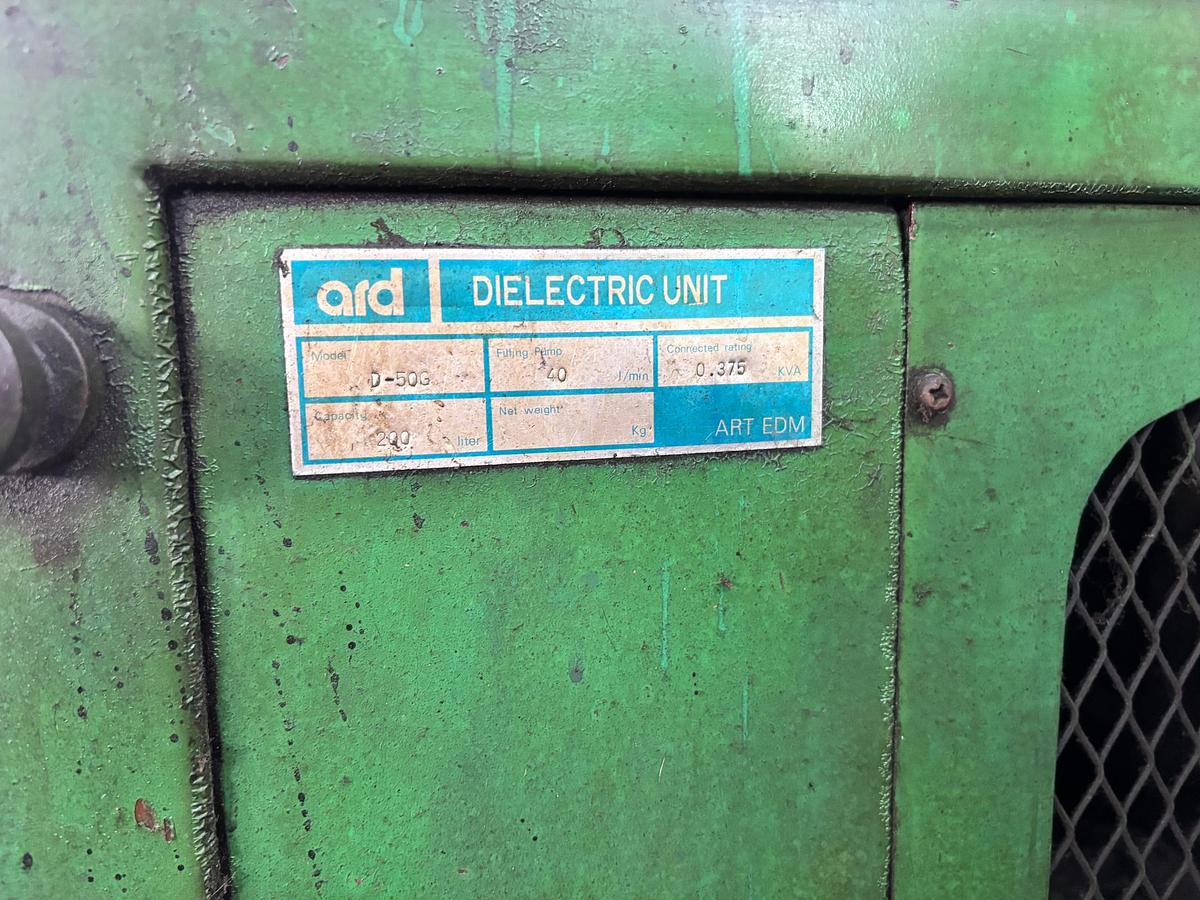 ard DIELECTRIC UNIT
Model Filling Pump Connected rating
D-50G 40 l/min 0.375 KVA
Capacity Net weight
200 liter Kg ART EDM